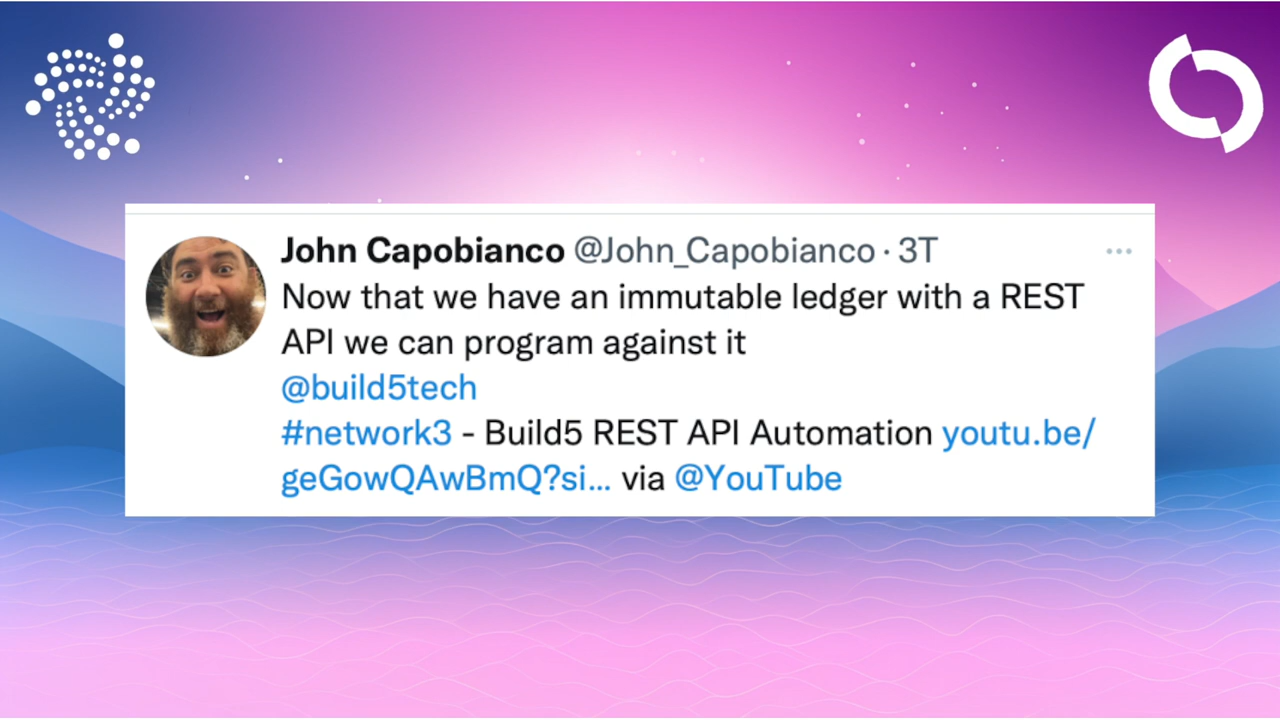 John Capobianco @John_Capobianco · 3T
Now that we have an immutable ledger with a REST
API we can program against it
@build5tech
#network3 - Build5 REST API Automation youtu.be/
geGowQAwBmQ?si... via @YouTube